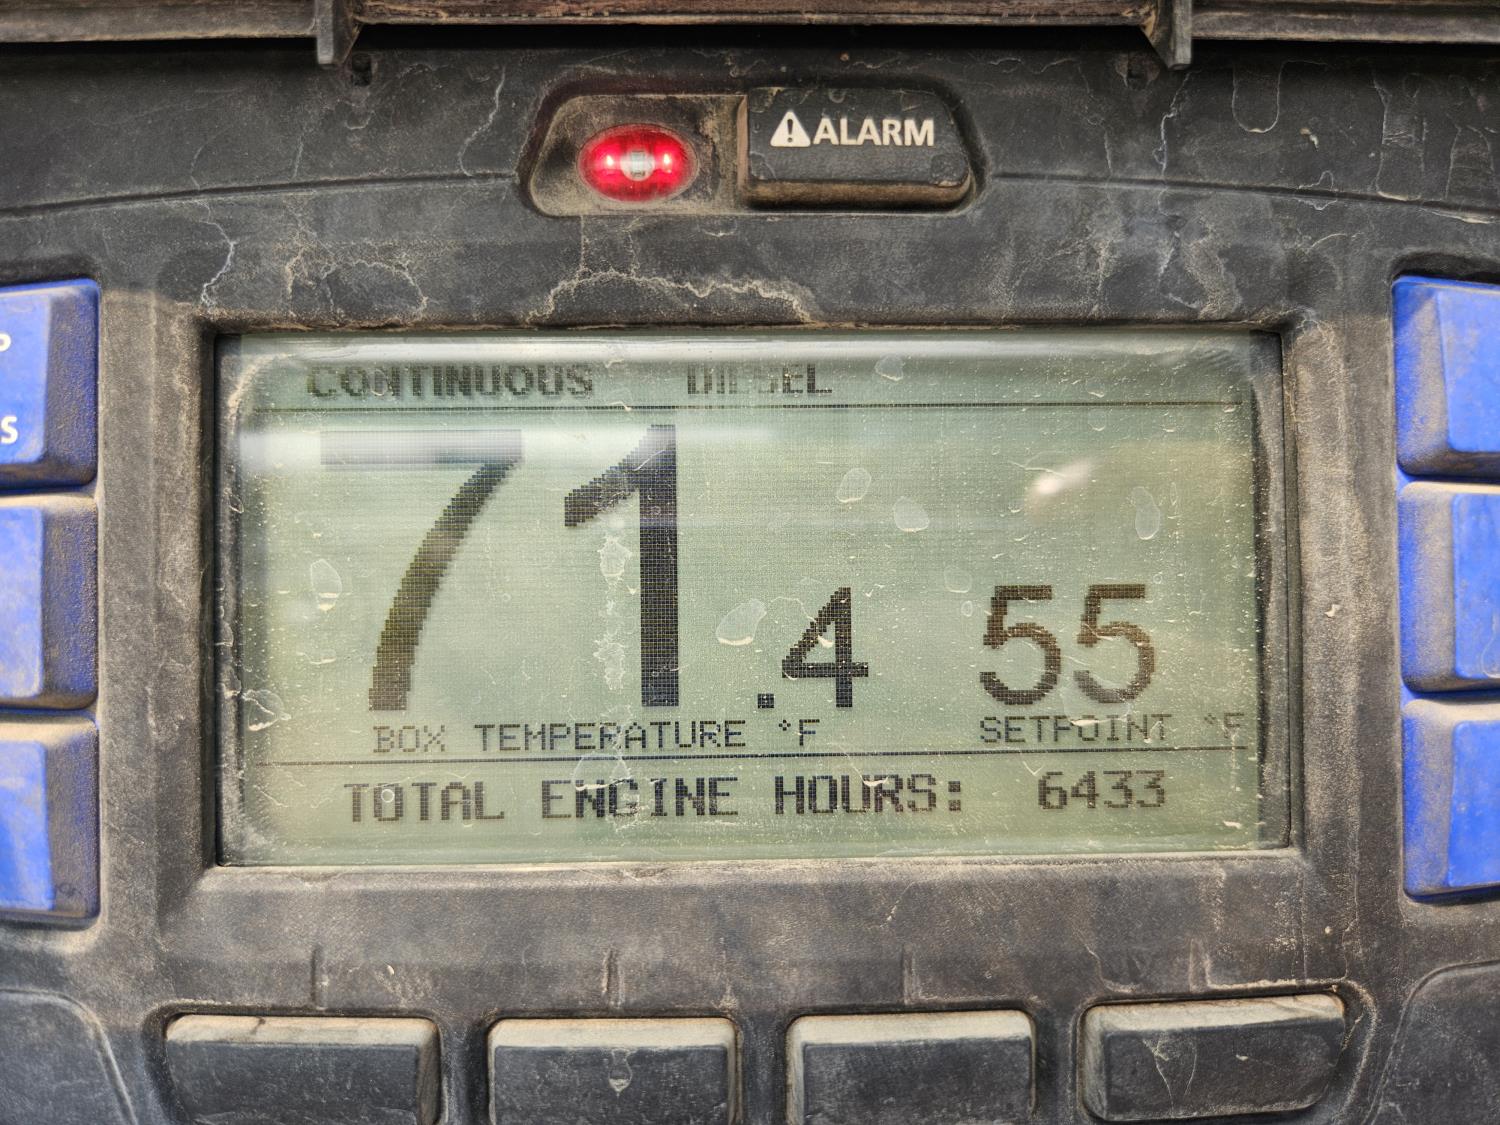 ⚠ALARM
P
S
CONTINUOUS DIESEL
71.4 55
BOX TEMPERATURE °F SETPOINT °F
TOTAL ENGINE HOURS: 6433